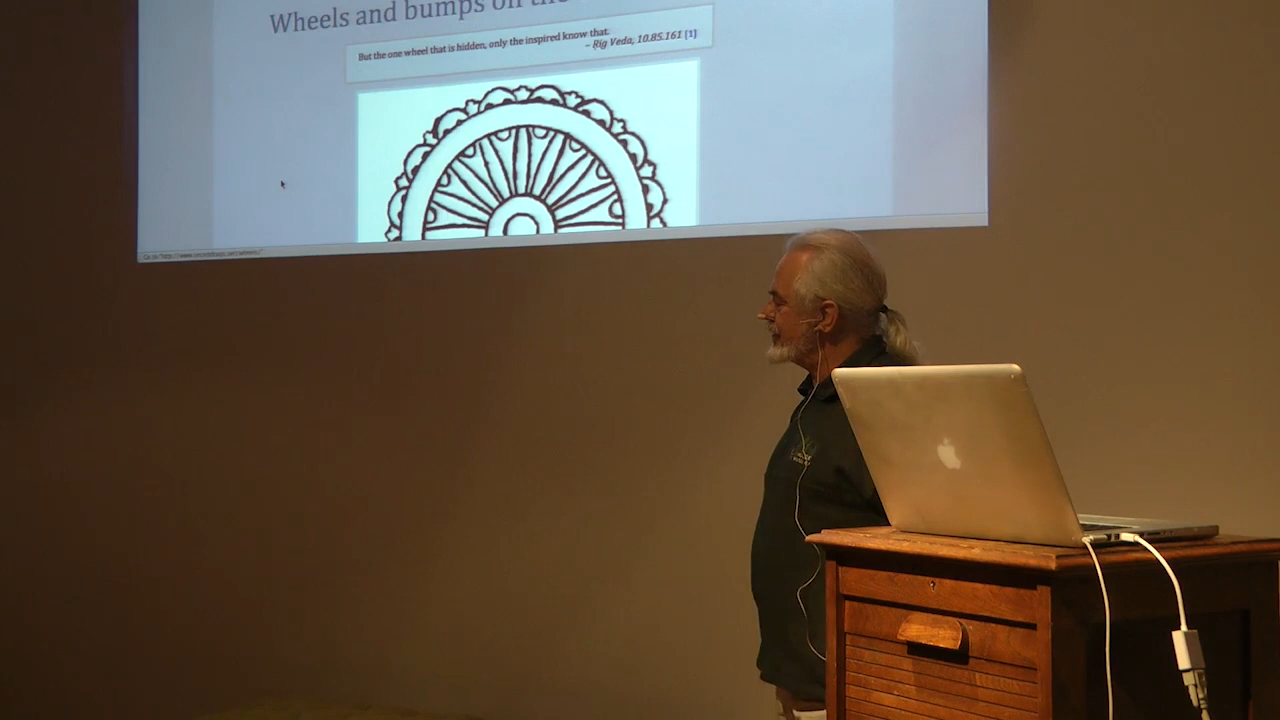 Wheels and bumps on the
But the one wheel that is hidden, only the inspired know that.
– Ṛig Veda, 10.85.161 [1]